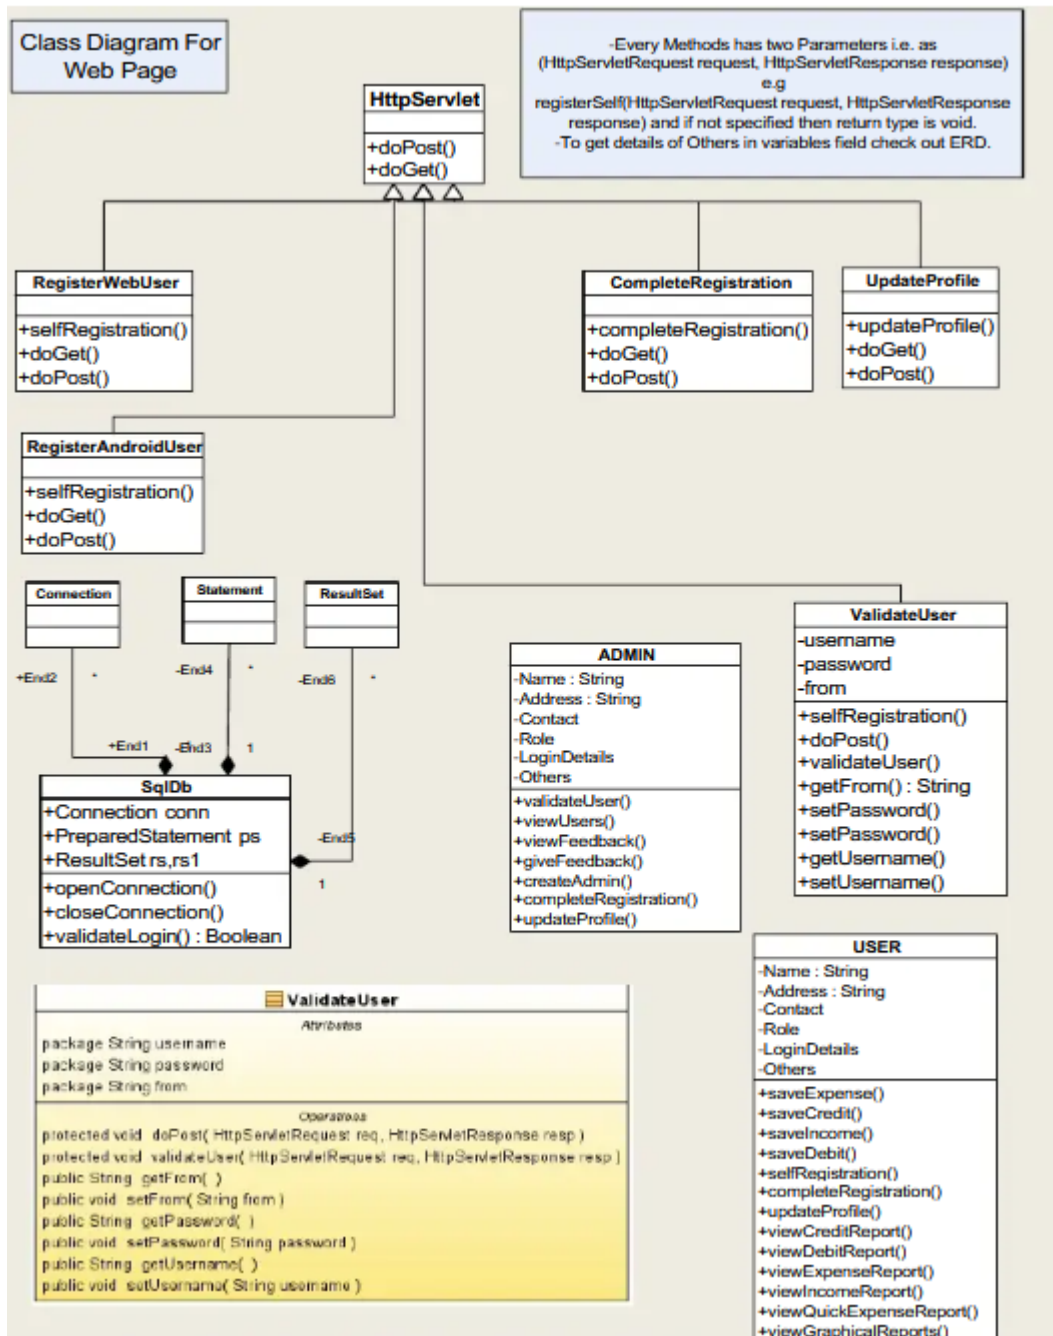 Class Diagram For
Web Page
-Every Methods has two Parameters i.e. as
(HttpServletRequest request, HttpServletResponse response)
e.g
registerSelf(HttpServletRequest request, HttpServletResponse
response) and if not specified then return type is void.
-To get details of Others in variables field check out ERD.
HttpServlet
+doPost()
+doGet()
RegisterWebUser
+selfRegistration()
+doGet()
+doPost()
CompleteRegistration
+completeRegistration()
+doGet()
+doPost()
UpdateProfile
+updateProfile()
+doGet()
+doPost()
RegisterAndroidUser
+selfRegistration()
+doGet()
+doPost()
Connection
Statement
ResultSet
+End2
*
-End4
*
-End6
*
+End1
-End3
1
SqlDb
+Connection conn
+PreparedStatement ps
+ResultSet rs,rs1
+openConnection()
+closeConnection()
+validateLogin() : Boolean
-End5
1
ADMIN
-Name : String
-Address : String
-Contact
-Role
-LoginDetails
-Others
+validateUser()
+viewUsers()
+viewFeedback()
+giveFeedback()
+createAdmin()
+completeRegistration()
+updateProfile()
ValidateUser
-username
-password
-from
+selfRegistration()
+doPost()
+validateUser()
+getFrom() : String
+setPassword()
+setPassword()
+getUsername()
+setUsername()
ValidateUser
Attributes
package String username
package String password
package String from
Operations
protected void doPost( HttpServletRequest req, HttpServletResponse resp )
protected void validateUser( HttpServletRequest req, HttpServletResponse resp )
public String getFrom( )
public void setFrom( String from )
public String getPassword( )
public void setPassword( String password )
public String getUsername( )
public void setUsername( String username )
USER
-Name : String
-Address : String
-Contact
-Role
-LoginDetails
-Others
+saveExpense()
+saveCredit()
+saveIncome()
+saveDebit()
+selfRegistration()
+completeRegistration()
+updateProfile()
+viewCreditReport()
+viewDebitReport()
+viewExpenseReport()
+viewIncomeReport()
+viewQuickExpenseReport()
+viewGraphicalReports()